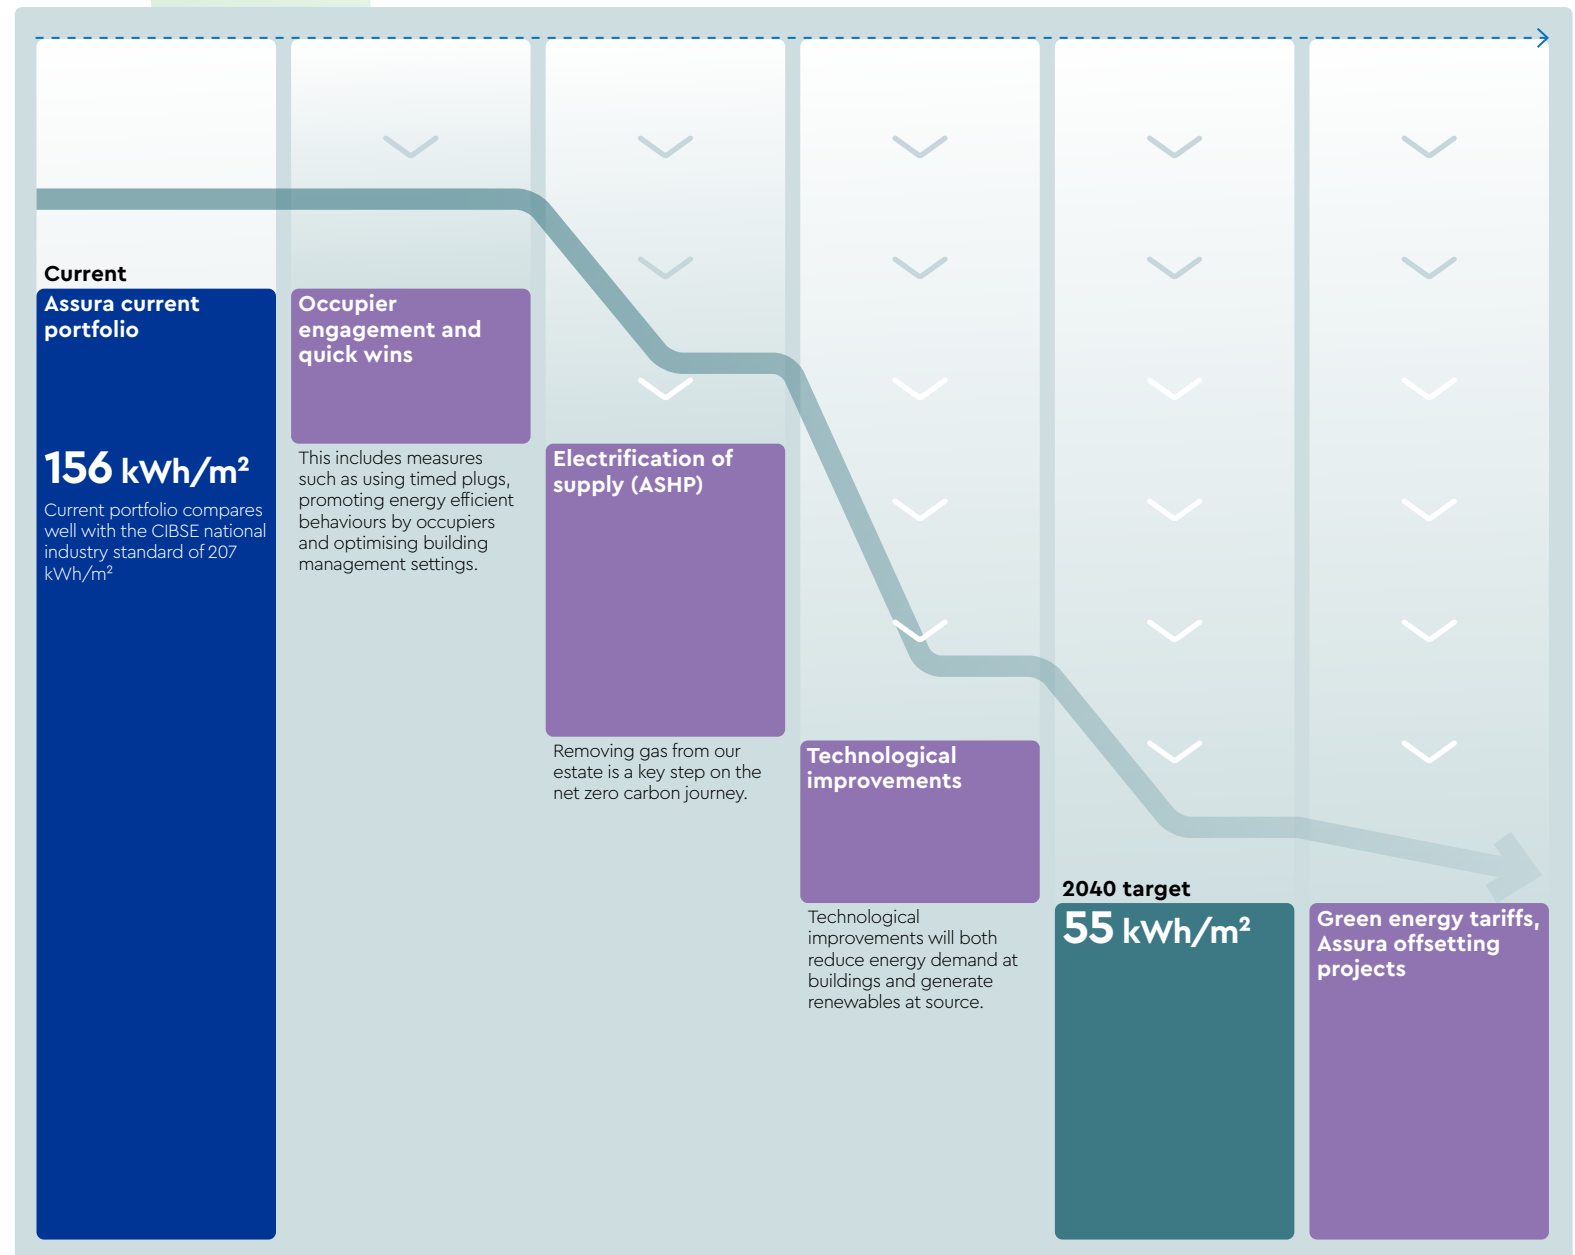 Current
Assura current
portfolio
156 kWh/m²
Current portfolio compares
well with the CIBSE national
industry standard of 207
kWh/m²
Occupier
engagement and
quick wins
This includes measures
such as using timed plugs,
promoting energy efficient
behaviours by occupiers
and optimising building
management settings.
Electrification of
supply (ASHP)
Removing gas from our
estate is a key step on the
net zero carbon journey.
Technological
improvements
Technological
improvements will both
reduce energy demand at
buildings and generate
renewables at source.
2040 target
55 kWh/m²
Green energy tariffs,
Assura offsetting
projects